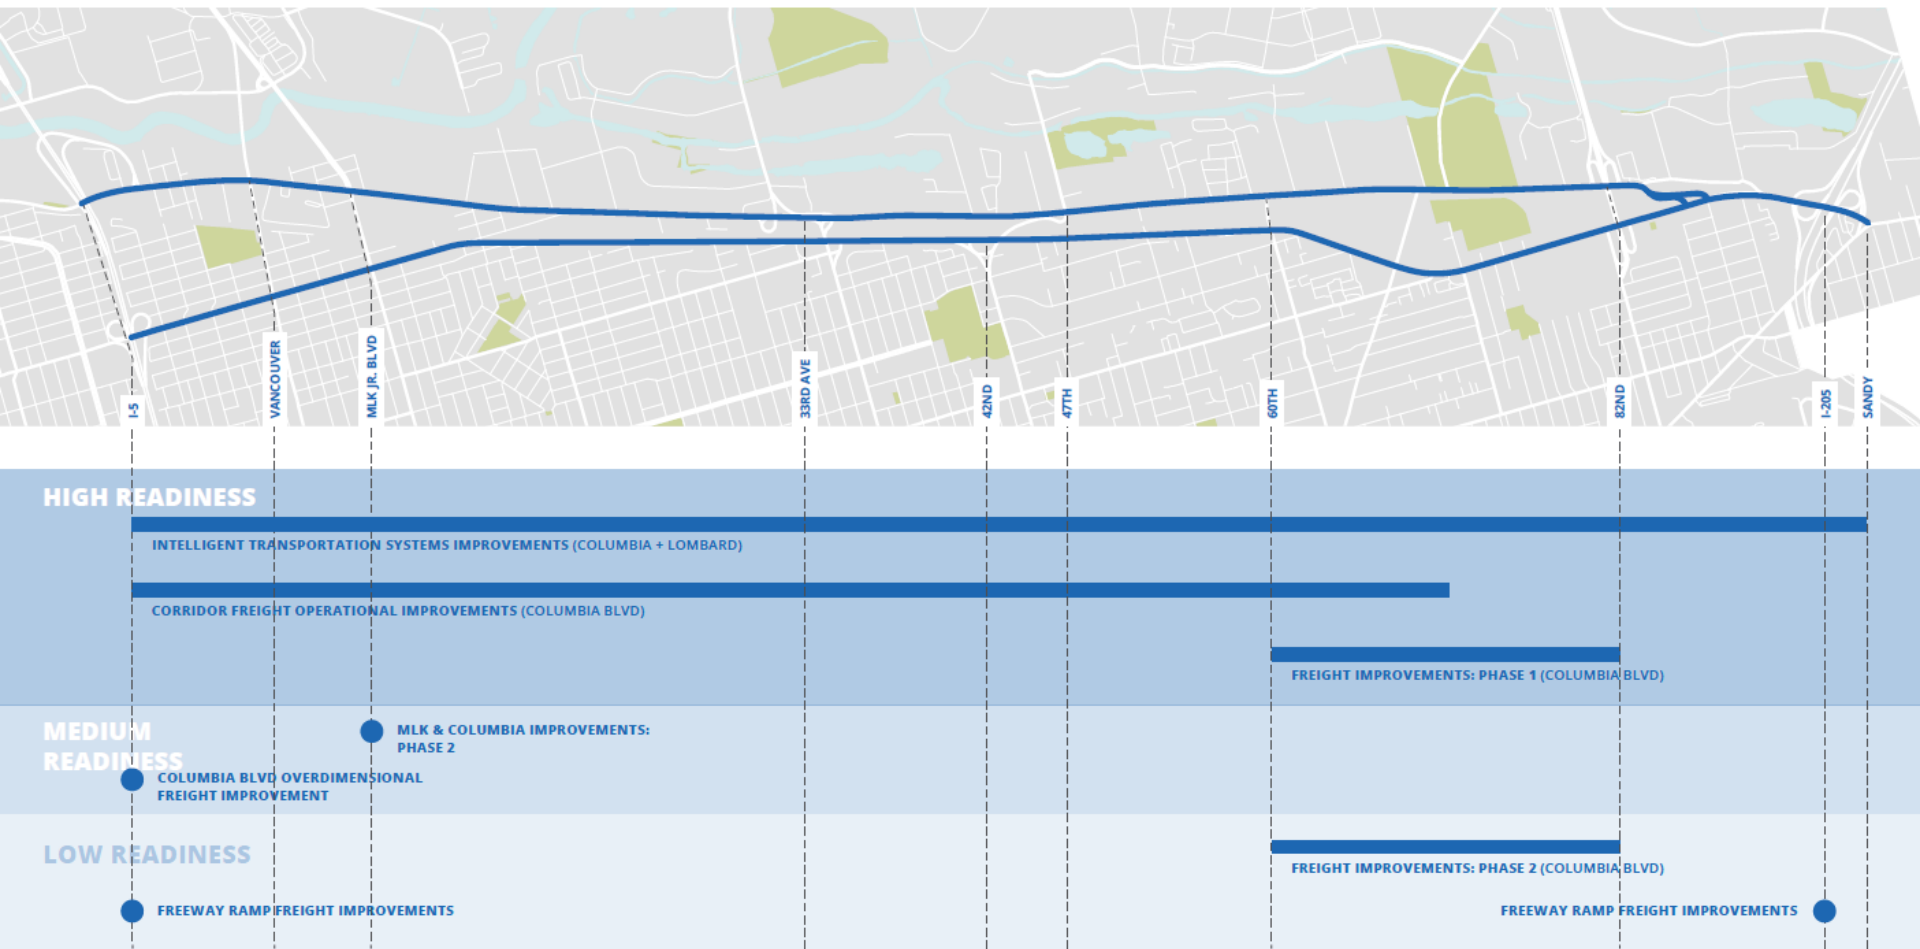 I-5
VANCOUVER
MLK JR. BLVD
33RD AVE
42ND
47TH
60TH
82ND
I-205
SANDY
HIGH READINESS
INTELLIGENT TRANSPORTATION SYSTEMS IMPROVEMENTS (COLUMBIA + LOMBARD)
CORRIDOR FREIGHT OPERATIONAL IMPROVEMENTS (COLUMBIA BLVD)
FREIGHT IMPROVEMENTS: PHASE 1 (COLUMBIA BLVD)
MEDIUM
READINESS
MLK & COLUMBIA IMPROVEMENTS:
PHASE 2
COLUMBIA BLVD OVERDIMENSIONAL
FREIGHT IMPROVEMENT
LOW READINESS
FREIGHT IMPROVEMENTS: PHASE 2 (COLUMBIA BLVD)
FREEWAY RAMP FREIGHT IMPROVEMENTS
FREEWAY RAMP FREIGHT IMPROVEMENTS